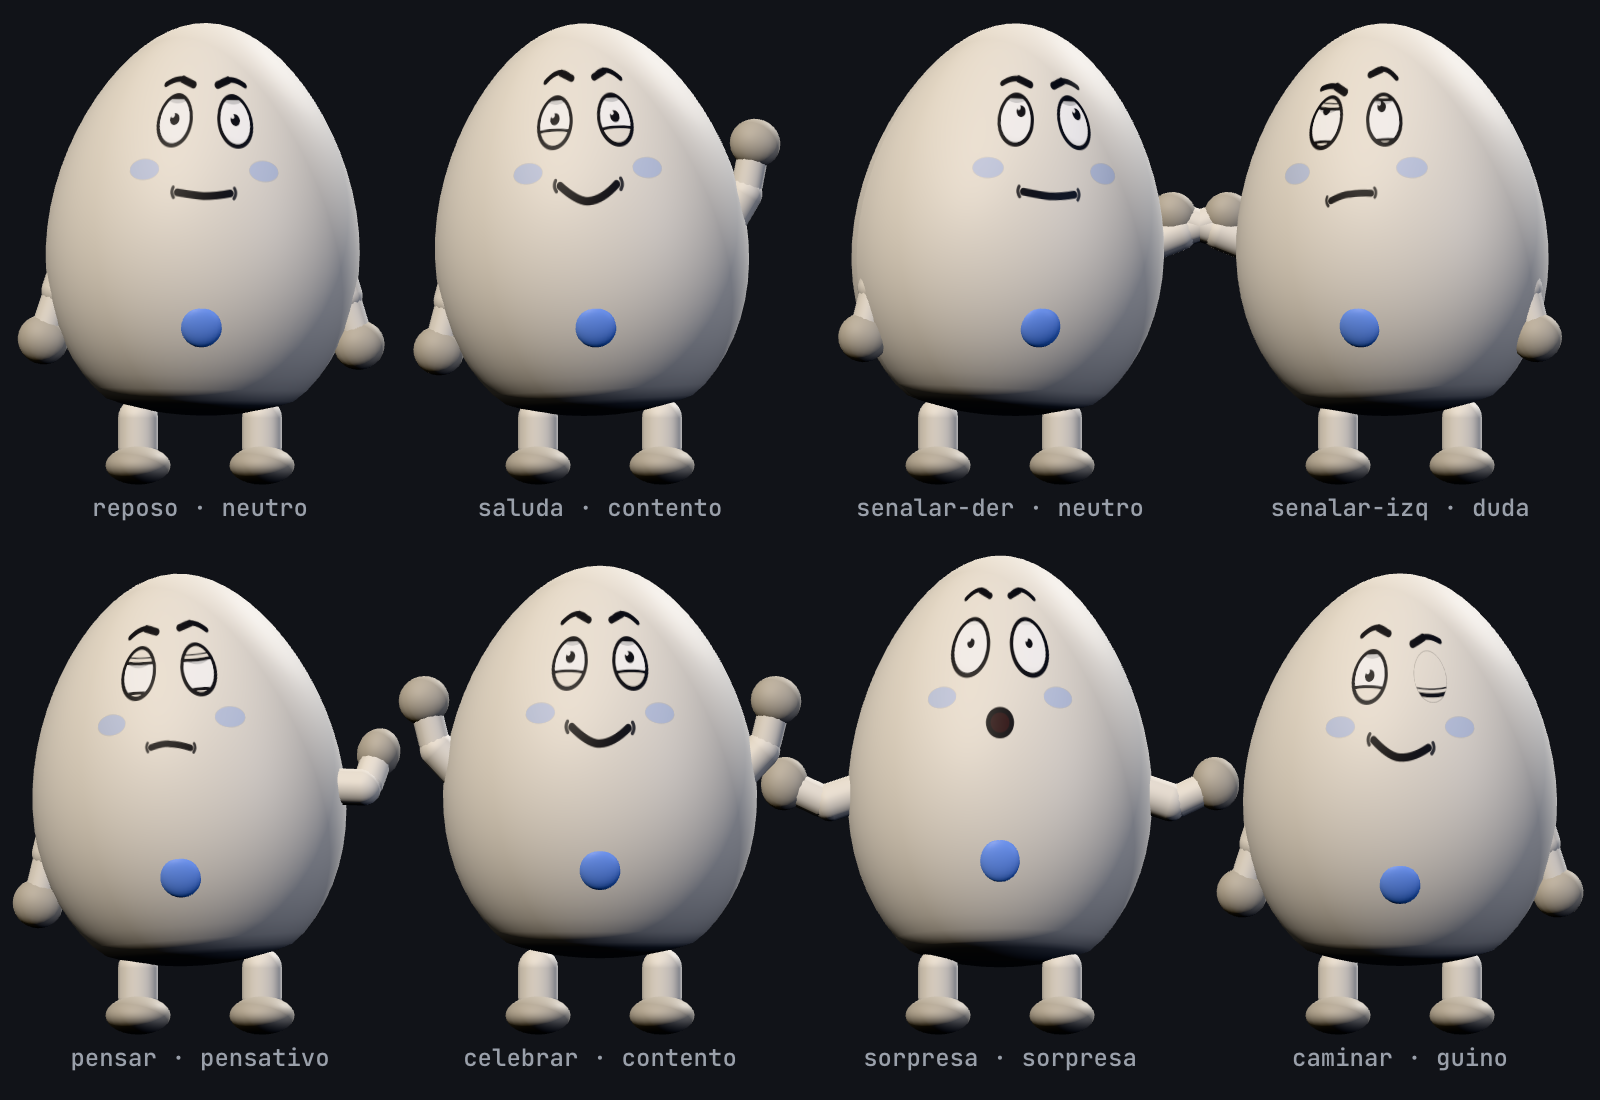 reposo · neutro
saluda · contento
senalar-der · neutro
senalar-izq · duda
pensar · pensativo
celebrar · contento
sorpresa · sorpresa
caminar · guino